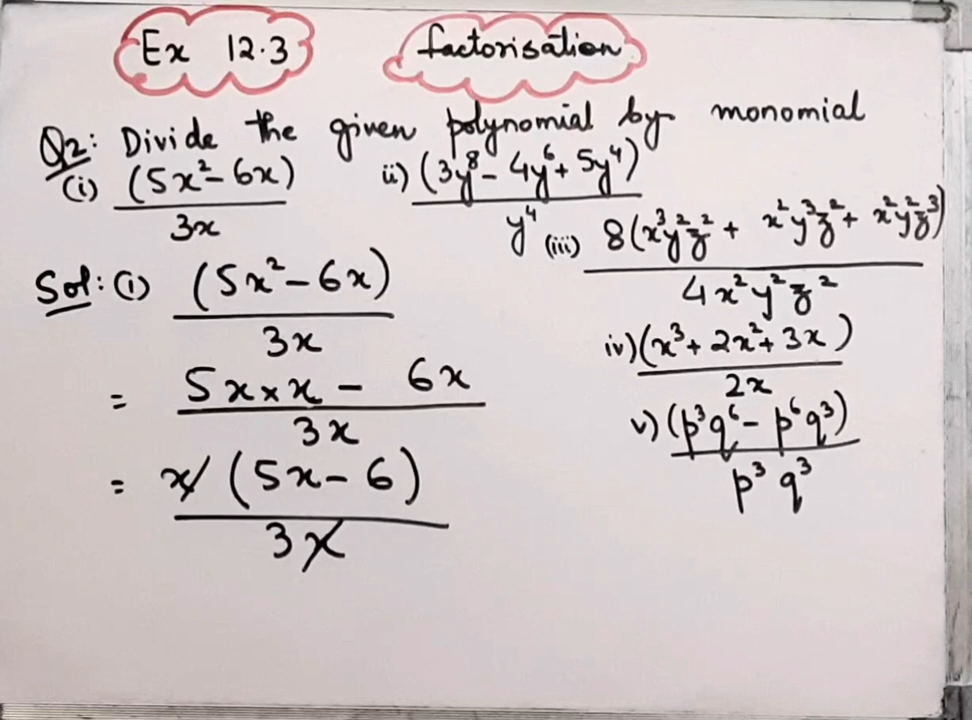 Ex 12.3
factorisation
Q2: Divide the given polynomial by monomial
(i) (5x²-6x) / 3x
ii) (3y⁸ - 4y⁶ + 5y⁴) / y⁴
(iii) 8(x³y²z² + x²y³z² + x²y²z³) / 4x²y²z²
iv) (x³ + 2x² + 3x) / 2x
v) (p³q⁶ - p⁶q³) / p³q³
Sol: (i) (5x² - 6x) / 3x
= 5x × x - 6x / 3x
= x (5x - 6) / 3x